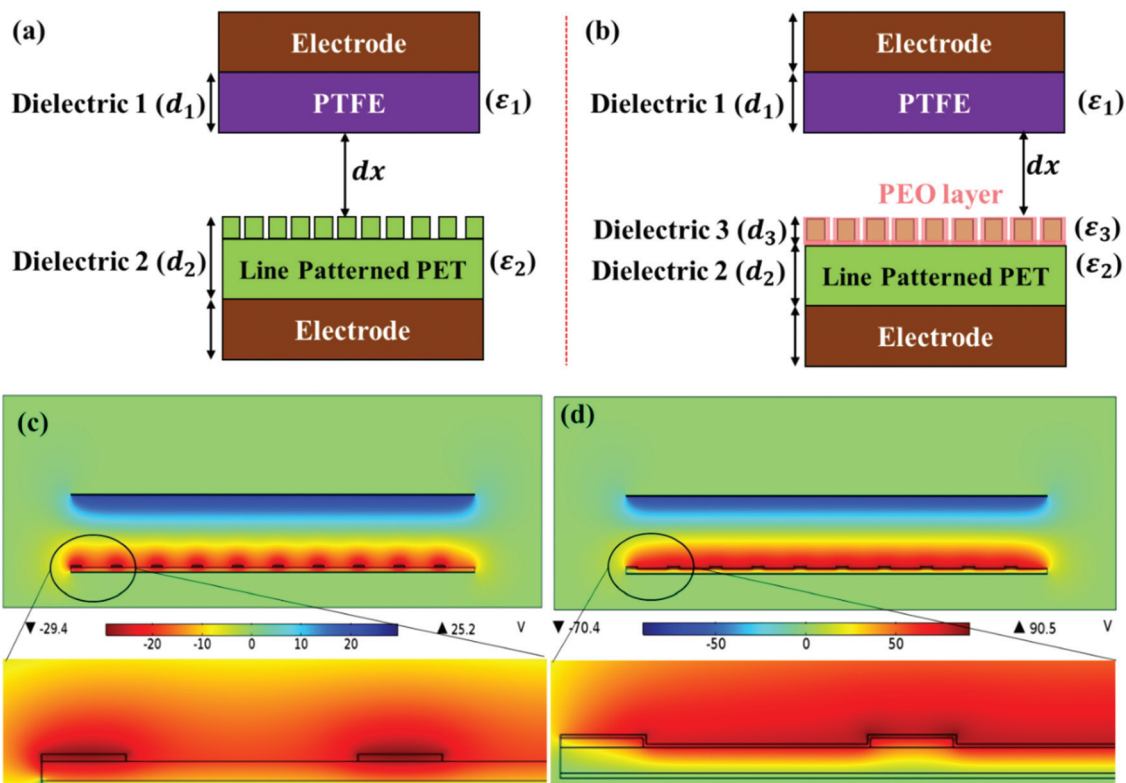 (a)
Electrode
Dielectric 1 (d₁)
PTFE
(ε₁)
dx
Dielectric 2 (d₂)
Line Patterned PET
(ε₂)
Electrode
(b)
Electrode
Dielectric 1 (d₁)
PTFE
(ε₁)
dx
PEO layer
Dielectric 3 (d₃)
(ε₃)
Dielectric 2 (d₂)
Line Patterned PET
(ε₂)
Electrode
(c)
▼ -29.4
-20 -10 0 10 20
▲ 25.2 V
(d)
▼ -70.4
-50 0 50
▲ 90.5 V